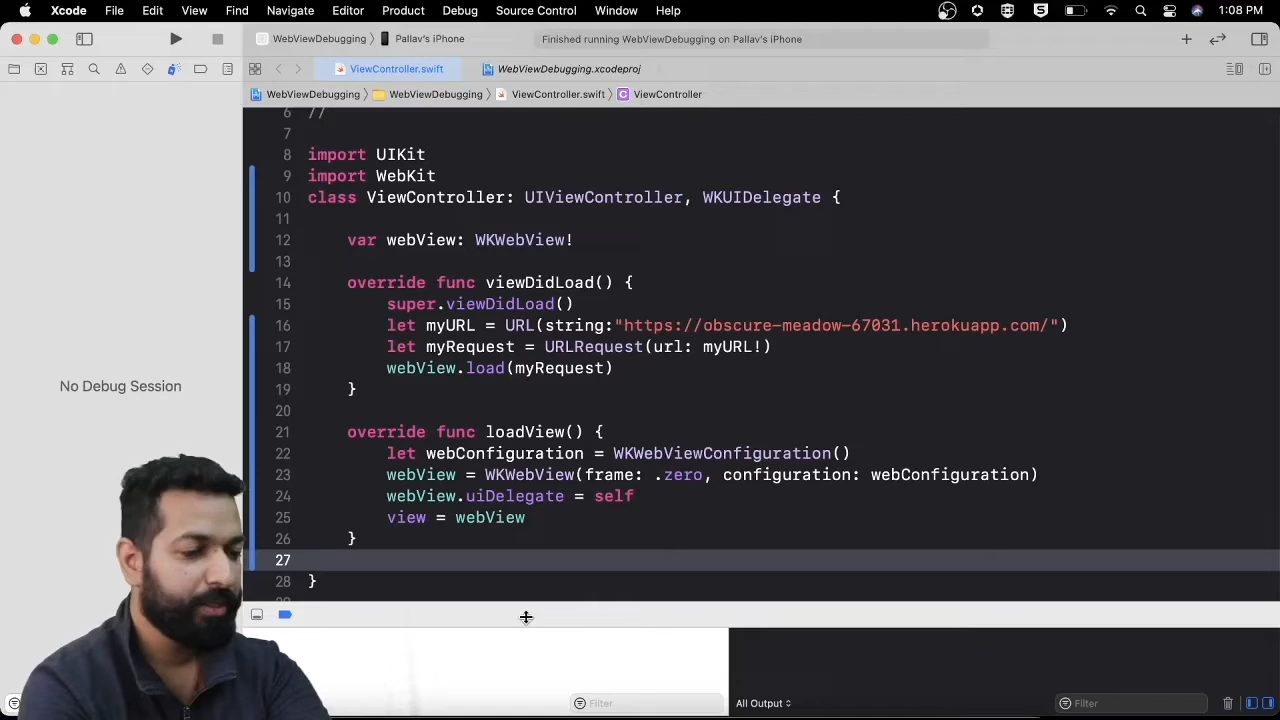 Xcode File Edit View Find Navigate Editor Product Debug Source Control Window Help 1:08 PM
WebViewDebugging Pallav's iPhone Finished running WebViewDebugging on Pallav's iPhone
ViewController.swift WebViewDebugging.xcodeproj
WebViewDebugging WebViewDebugging ViewController.swift C ViewController
6 //
7
8 import UIKit
9 import WebKit
10 class ViewController: UIViewController, WKUIDelegate {
11
12 var webView: WKWebView!
13
14 override func viewDidLoad() {
15 super.viewDidLoad()
16 let myURL = URL(string:"https://obscure-meadow-67031.herokuapp.com/")
17 let myRequest = URLRequest(url: myURL!)
18 webView.load(myRequest)
19 }
20
21 override func loadView() {
22 let webConfiguration = WKWebViewConfiguration()
23 webView = WKWebView(frame: .zero, configuration: webConfiguration)
24 webView.uiDelegate = self
25 view = webView
26 }
27
28 }
No Debug Session
Filter All Output Filter